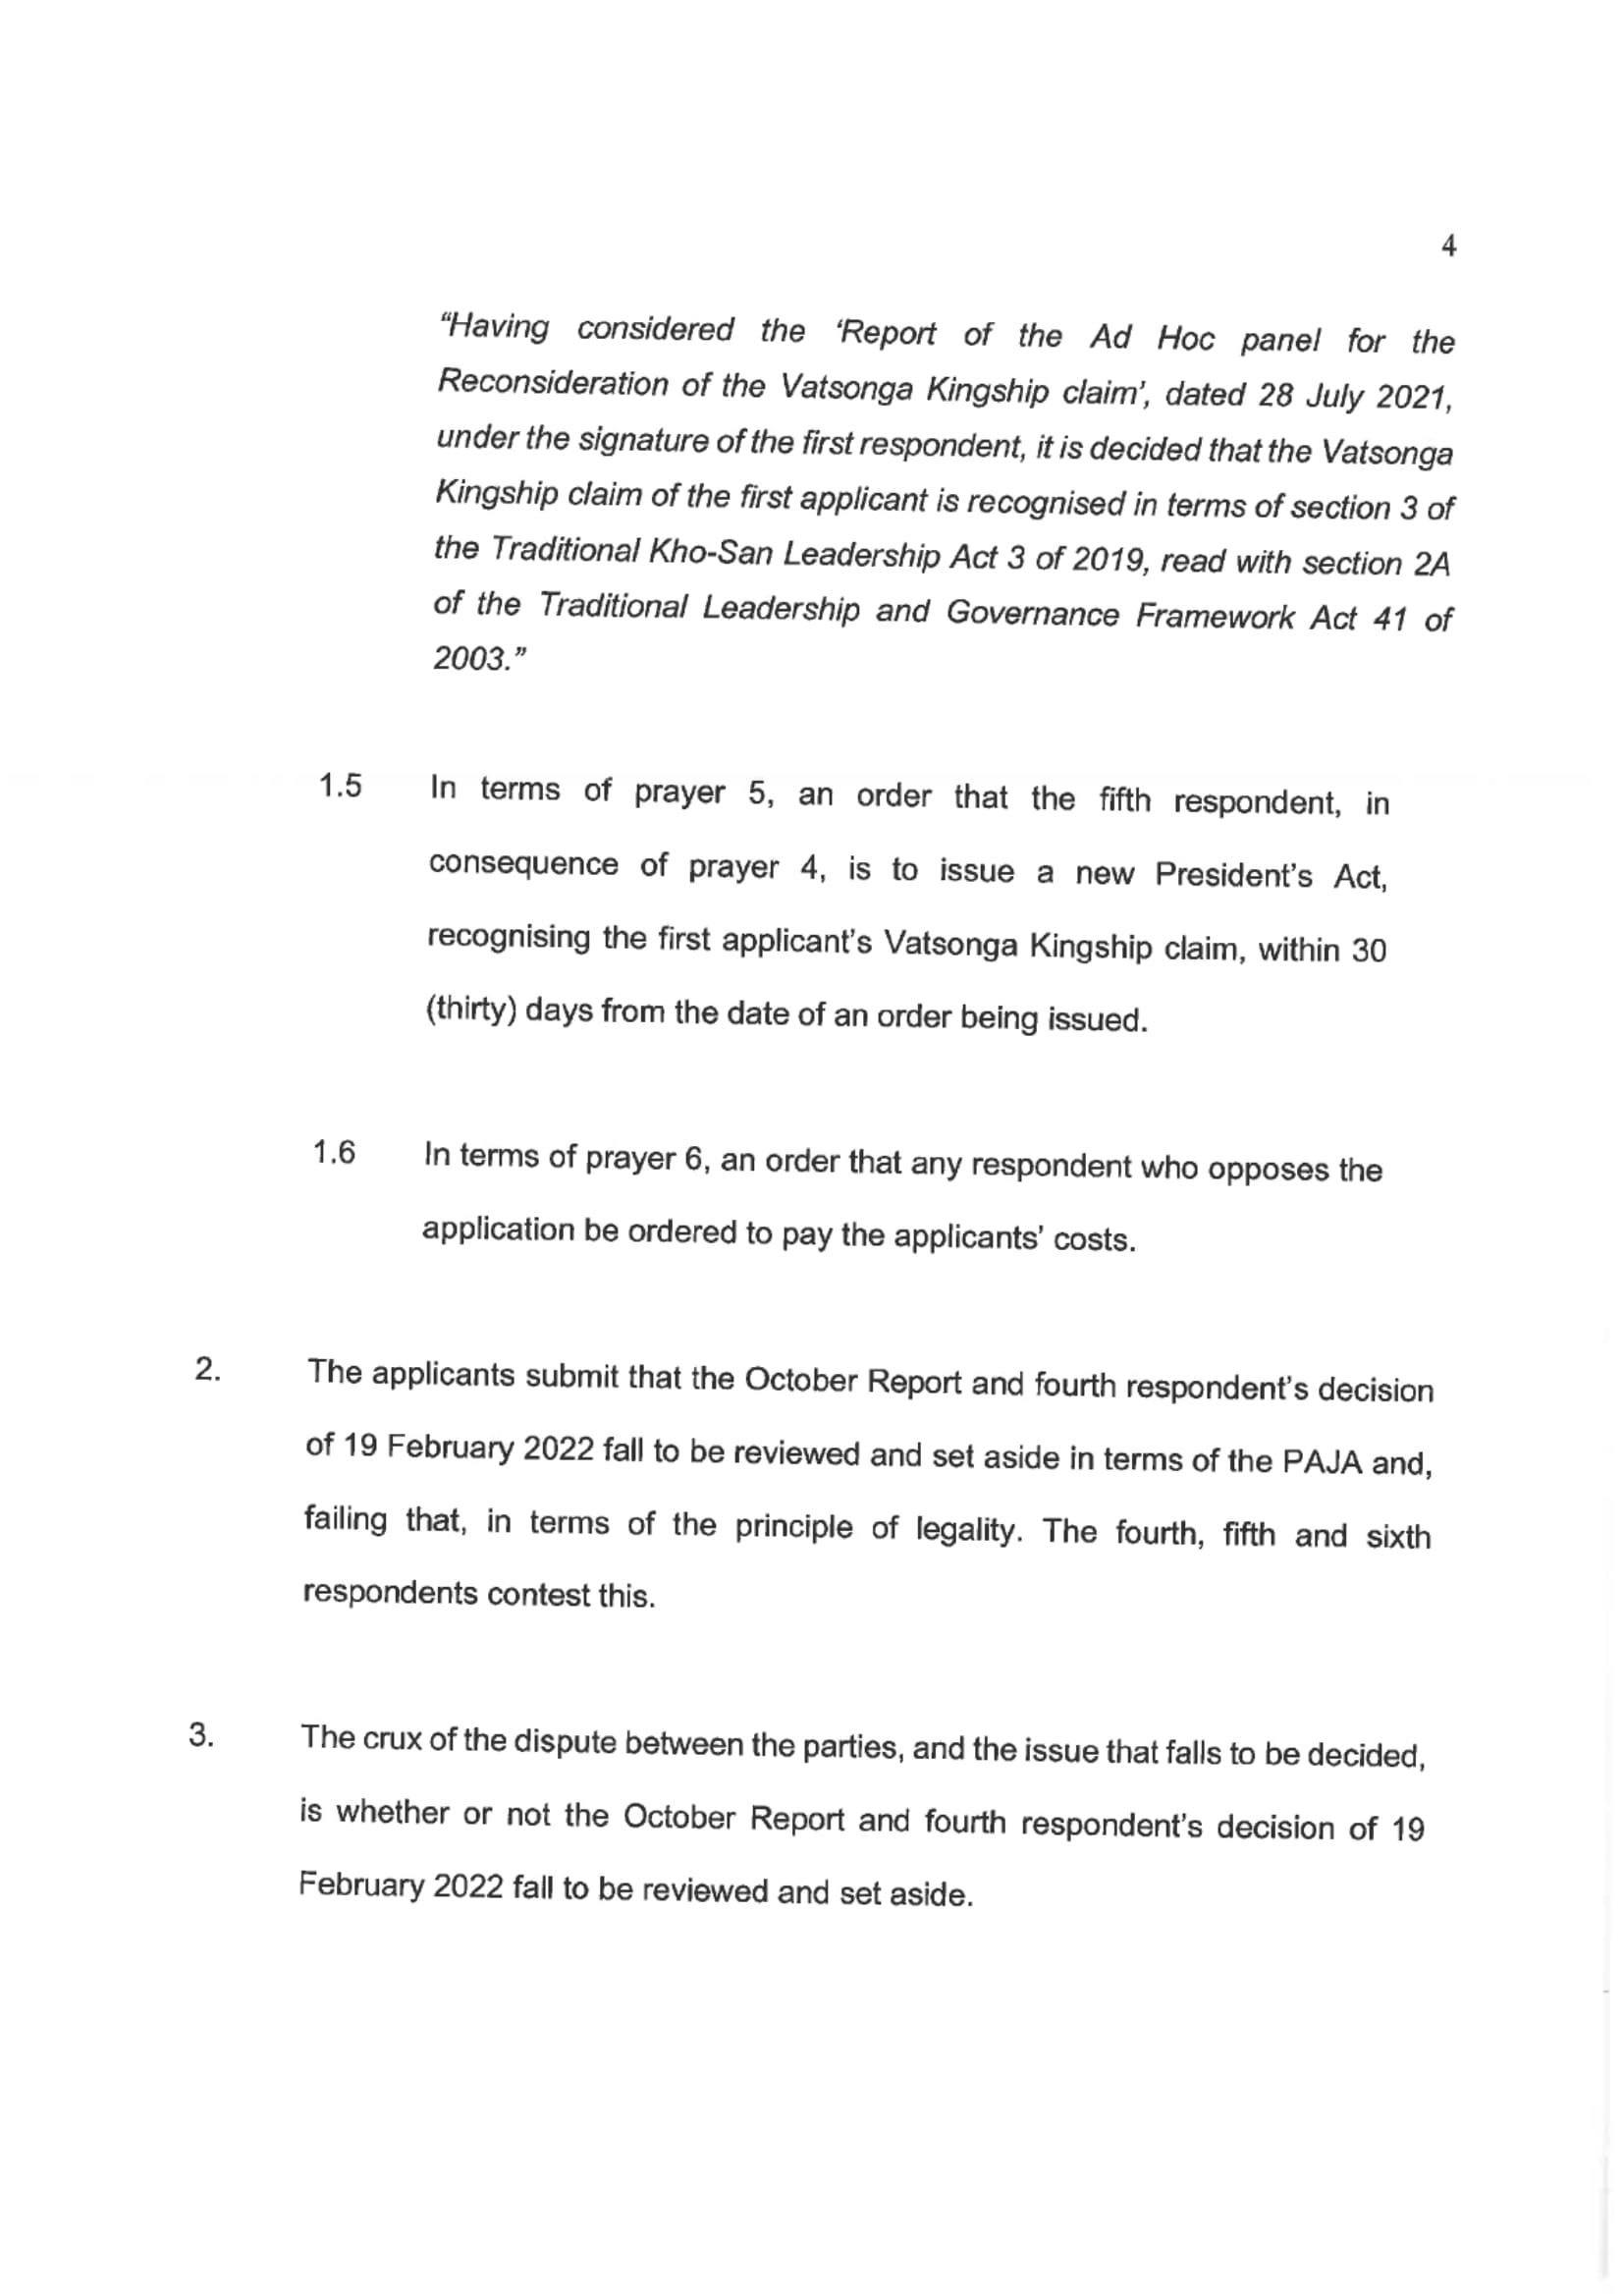 4
“Having considered the ‘Report of the Ad Hoc panel for the
Reconsideration of the Vatsonga Kingship claim’, dated 28 July 2021,
under the signature of the first respondent, it is decided that the Vatsonga
Kingship claim of the first applicant is recognised in terms of section 3 of
the Traditional Kho-San Leadership Act 3 of 2019, read with section 2A
of the Traditional Leadership and Governance Framework Act 41 of
2003.”
1.5 In terms of prayer 5, an order that the fifth respondent, in
consequence of prayer 4, is to issue a new President’s Act,
recognising the first applicant’s Vatsonga Kingship claim, within 30
(thirty) days from the date of an order being issued.
1.6 In terms of prayer 6, an order that any respondent who opposes the
application be ordered to pay the applicants’ costs.
2. The applicants submit that the October Report and fourth respondent’s decision
of 19 February 2022 fall to be reviewed and set aside in terms of the PAJA and,
failing that, in terms of the principle of legality. The fourth, fifth and sixth
respondents contest this.
3. The crux of the dispute between the parties, and the issue that falls to be decided,
is whether or not the October Report and fourth respondent’s decision of 19
February 2022 fall to be reviewed and set aside.